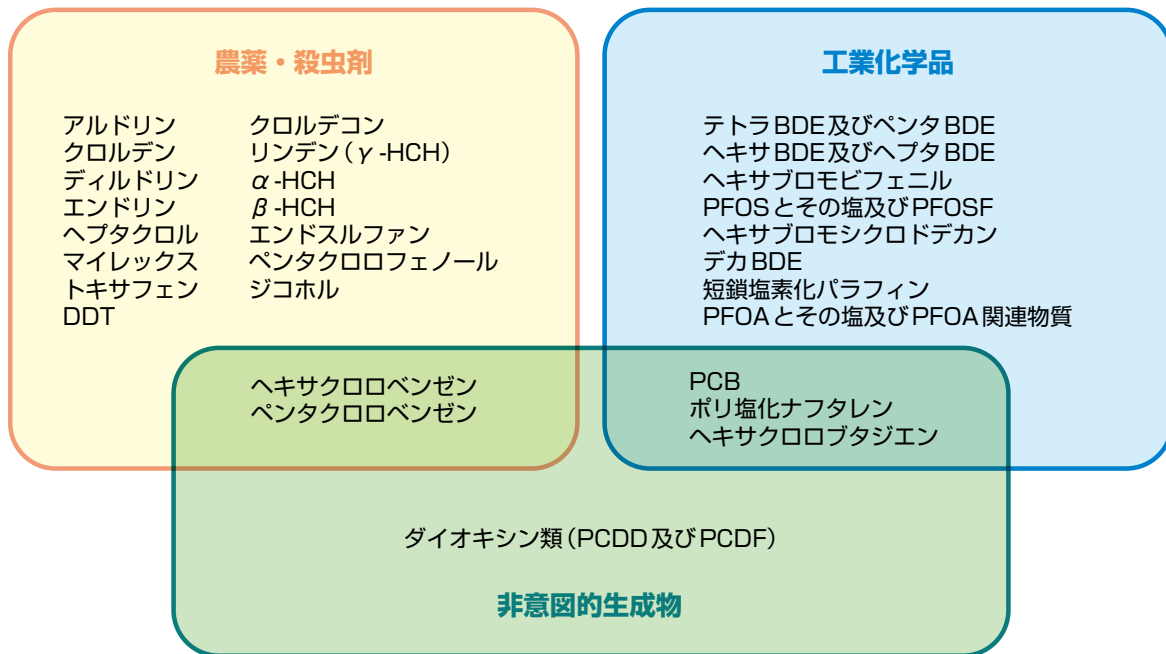 農薬・殺虫剤
アルドリン
クロルデン
ディルドリン
エンドリン
ヘプタクロル
マイレックス
トキサフェン
DDT
クロルデコン
リンデン(γ-HCH)
α-HCH
β-HCH
エンドスルファン
ペンタクロロフェノール
ジコホル
工業化学品
テトラBDE及びペンタBDE
ヘキサBDE及びヘプタBDE
ヘキサブロモビフェニル
PFOSとその塩及びPFOSF
ヘキサブロモシクロドデカン
デカBDE
短鎖塩素化パラフィン
PFOAとその塩及びPFOA関連物質
ヘキサクロロベンゼン
ペンタクロロベンゼン
PCB
ポリ塩化ナフタレン
ヘキサクロロブタジエン
ダイオキシン類(PCDD及びPCDF)
非意図的生成物